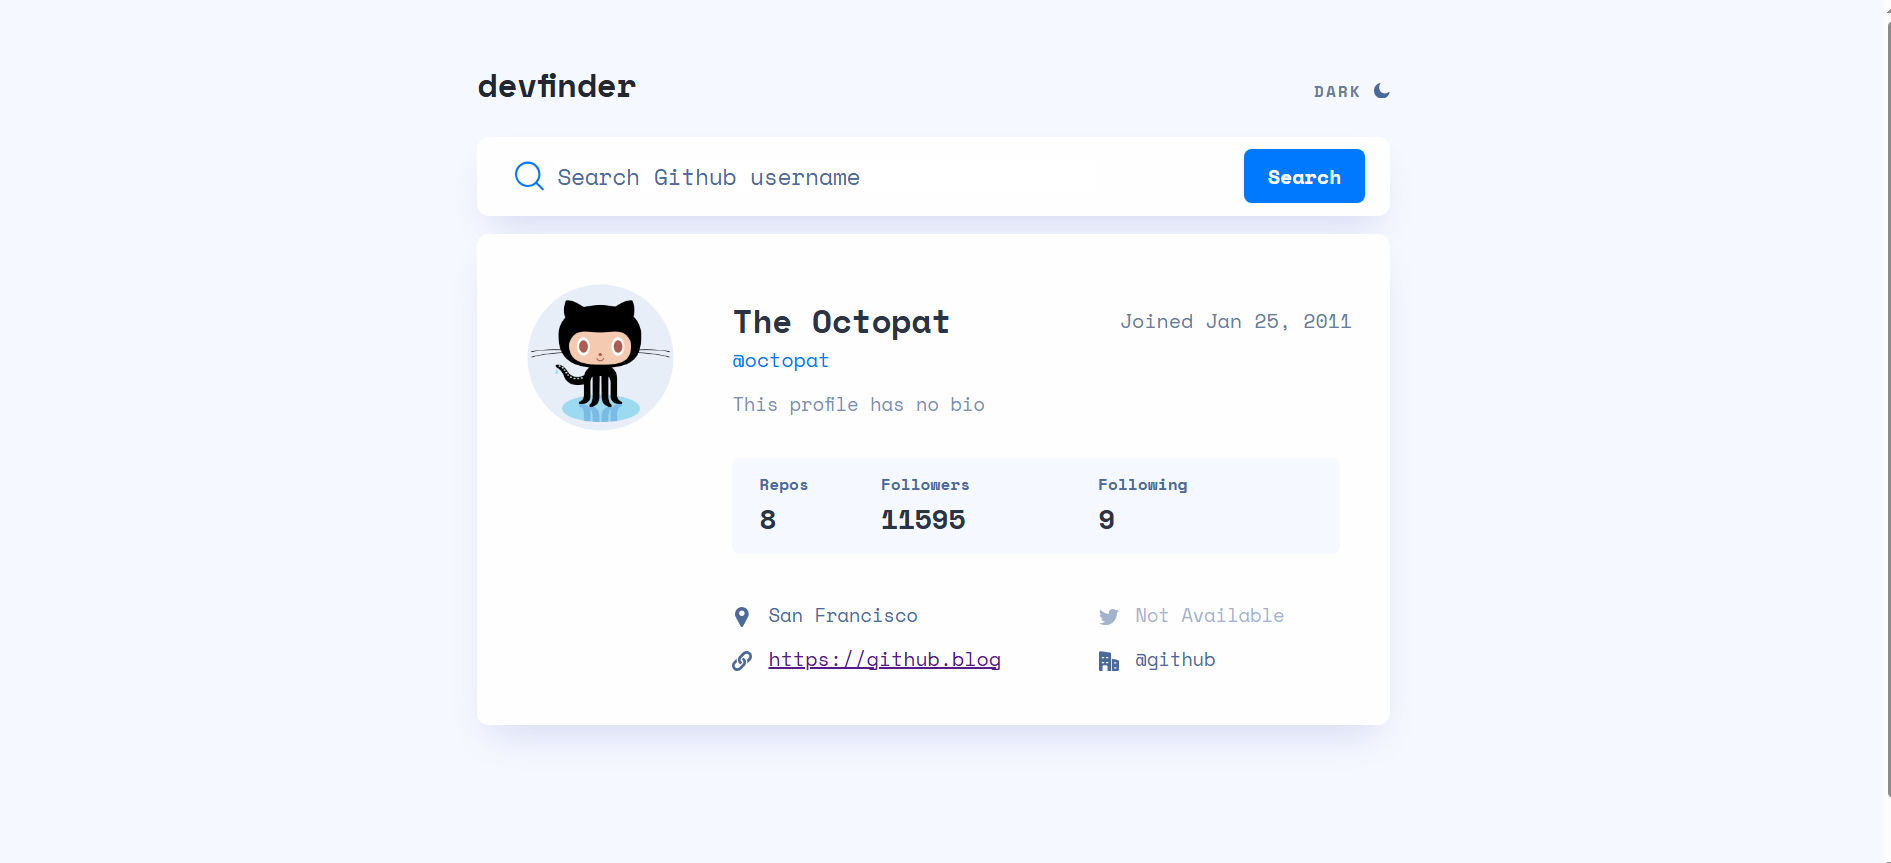 devfinder
DARK
Search Github username
Search
The Octopat
Joined Jan 25, 2011
@octopat
This profile has no bio
Repos Followers Following
8 11595 9
San Francisco
Not Available
https://github.blog
@github